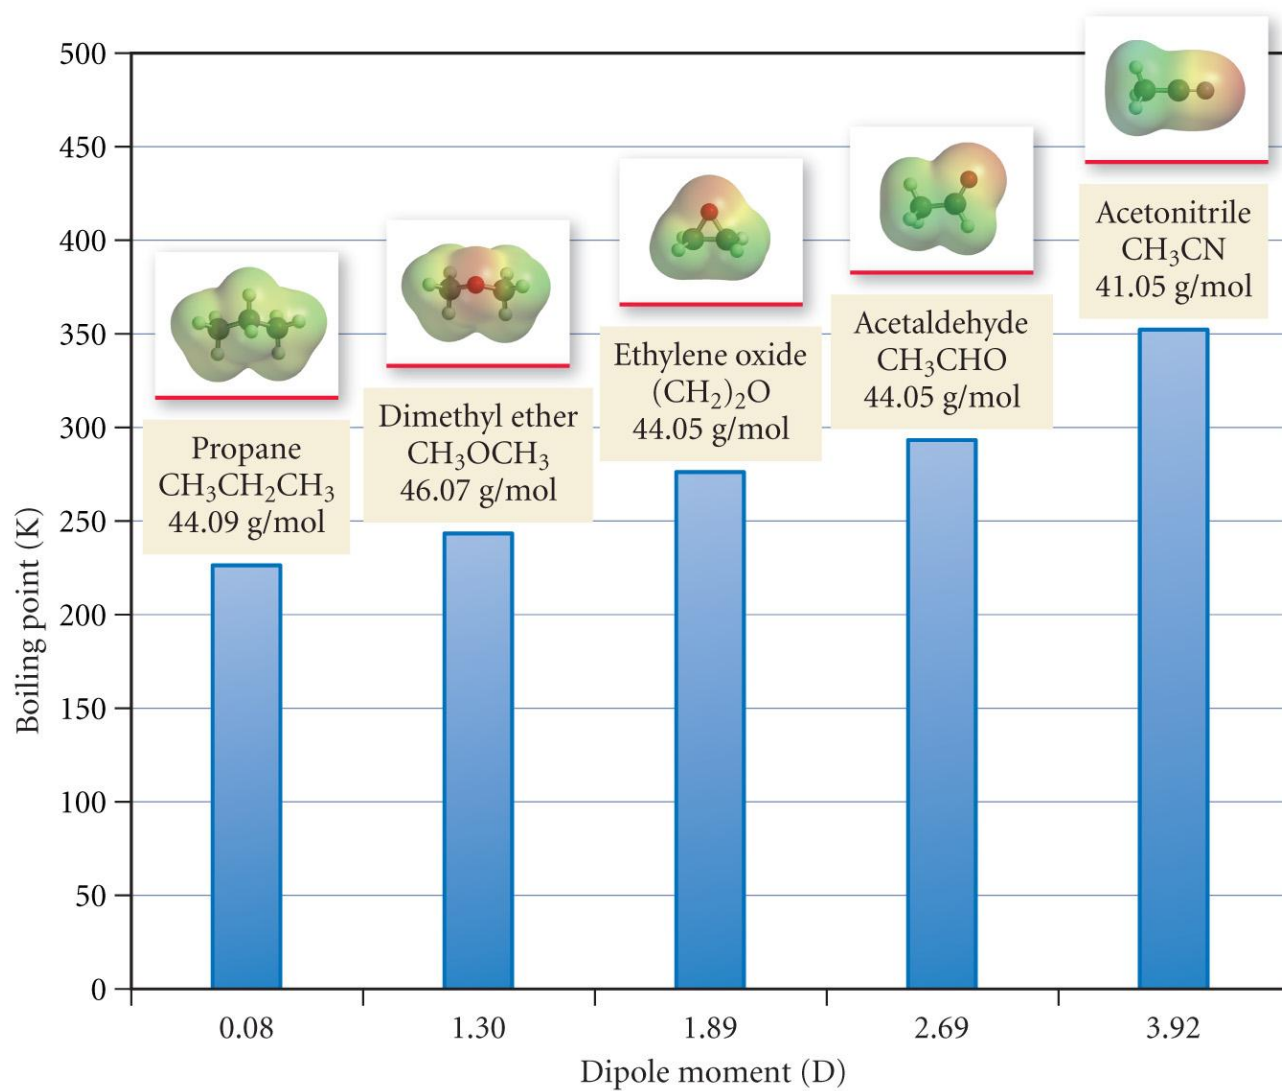 500
450
400
350
300
250
200
150
100
50
0
Boiling point (K)
Propane
CH₃CH₂CH₃
44.09 g/mol
Dimethyl ether
CH₃OCH₃
46.07 g/mol
Ethylene oxide
(CH₂)₂O
44.05 g/mol
Acetaldehyde
CH₃CHO
44.05 g/mol
Acetonitrile
CH₃CN
41.05 g/mol
0.08
1.30
1.89
2.69
3.92
Dipole moment (D)